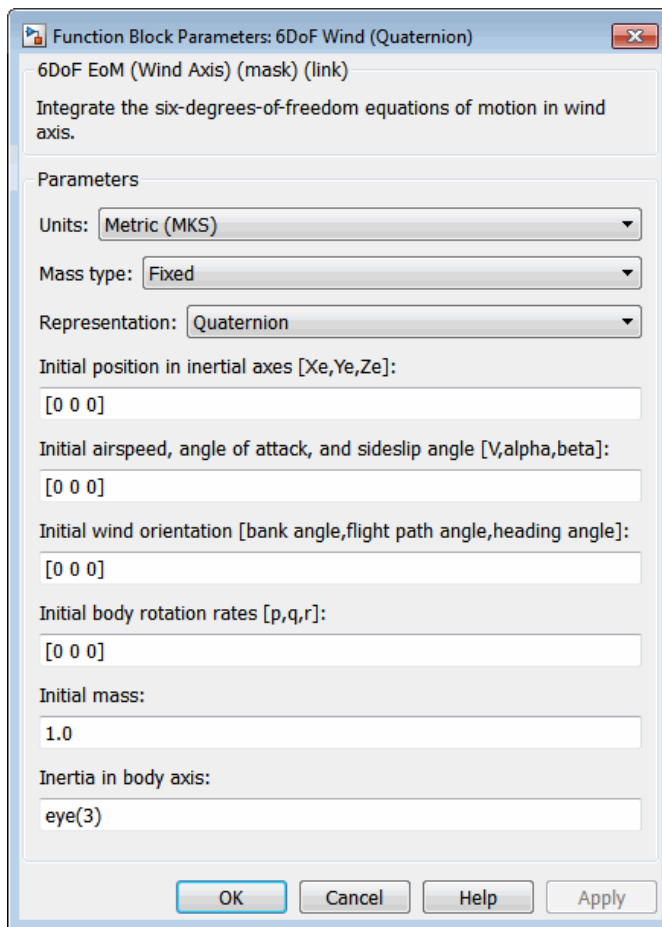 Function Block Parameters: 6DoF Wind (Quaternion)
6DoF EoM (Wind Axis) (mask) (link)
Integrate the six-degrees-of-freedom equations of motion in wind
axis.
Parameters
Units: Metric (MKS)
Mass type: Fixed
Representation: Quaternion
Initial position in inertial axes [Xe,Ye,Ze]:
[0 0 0]
Initial airspeed, angle of attack, and sideslip angle [V,alpha,beta]:
[0 0 0]
Initial wind orientation [bank angle,flight path angle,heading angle]:
[0 0 0]
Initial body rotation rates [p,q,r]:
[0 0 0]
Initial mass:
1.0
Inertia in body axis:
eye(3)
OK Cancel Help Apply